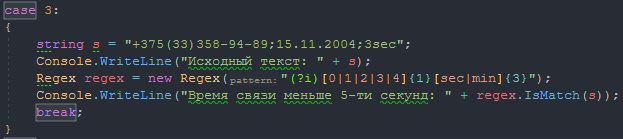 case 3:
{
string s = "+375(33)358-94-89;15.11.2004;3sec";
Console.WriteLine("Исходный текст: " + s);
Regex regex = new Regex(pattern:"(?i)[0|1|2|3|4]{1}[sec|min]{3}");
Console.WriteLine("Время связи меньше 5-ти секунд: " + regex.IsMatch(s));
break;
}